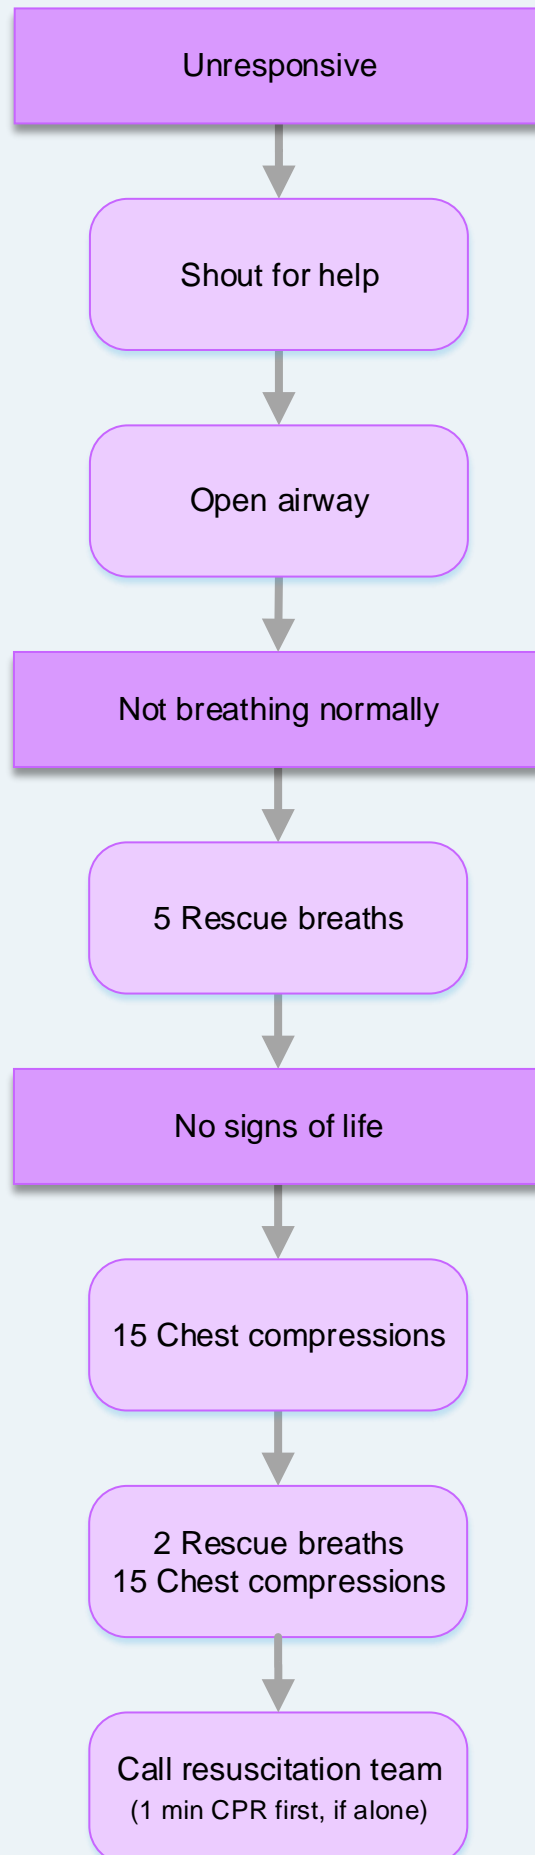 Unresponsive
Shout for help
Open airway
Not breathing normally
5 Rescue breaths
No signs of life
15 Chest compressions
2 Rescue breaths
15 Chest compressions
Call resuscitation team
(1 min CPR first, if alone)